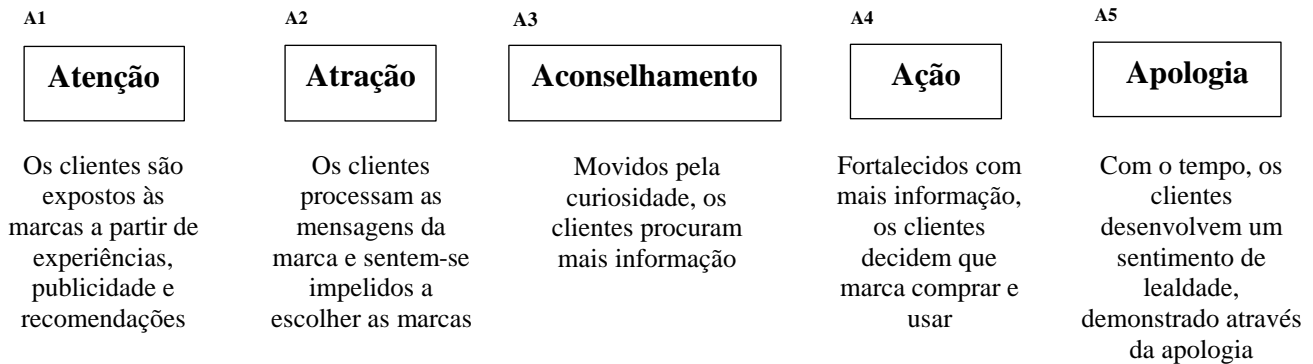 A1
Atenção
Os clientes são
expostos às
marcas a partir de
experiências,
publicidade e
recomendações
A2
Atração
Os clientes
processam as
mensagens da
marca e sentem-se
impelidos a
escolher as marcas
A3
Aconselhamento
Movidos pela
curiosidade, os
clientes procuram
mais informação
A4
Ação
Fortalecidos com
mais informação,
os clientes
decidem que
marca comprar e
usar
A5
Apologia
Com o tempo, os
clientes
desenvolvem um
sentimento de
lealdade,
demonstrado através
da apologia